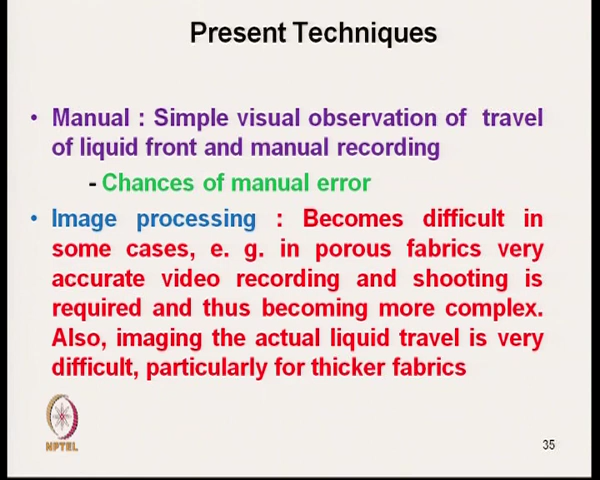 Present Techniques
• Manual : Simple visual observation of travel
of liquid front and manual recording
- Chances of manual error
• Image processing : Becomes difficult in
some cases, e. g. in porous fabrics very
accurate video recording and shooting is
required and thus becoming more complex.
Also, imaging the actual liquid travel is very
difficult, particularly for thicker fabrics
NPTEL
35